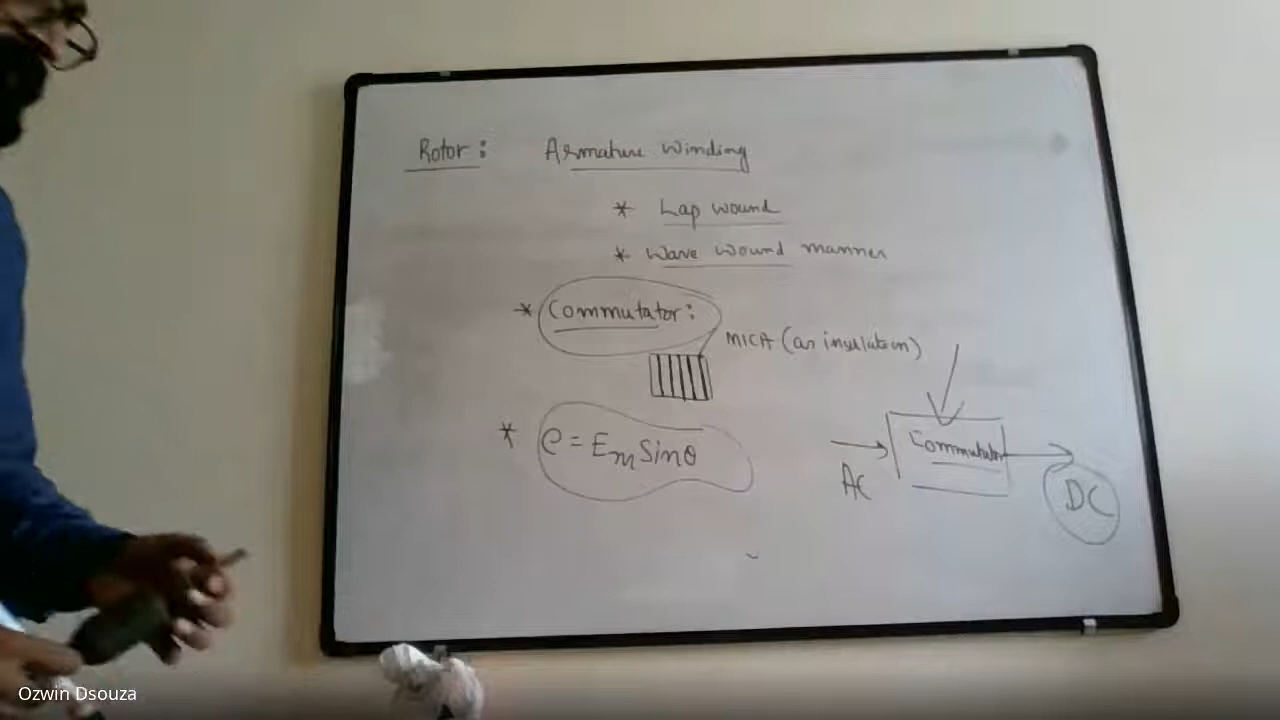 Rotor: Armature Winding
* Lap wound
* Wave wound manner
* Commutator:
MICA (as insulation)
* e = Em Sinθ
AC
Commutator
DC
Ozwin Dsouza